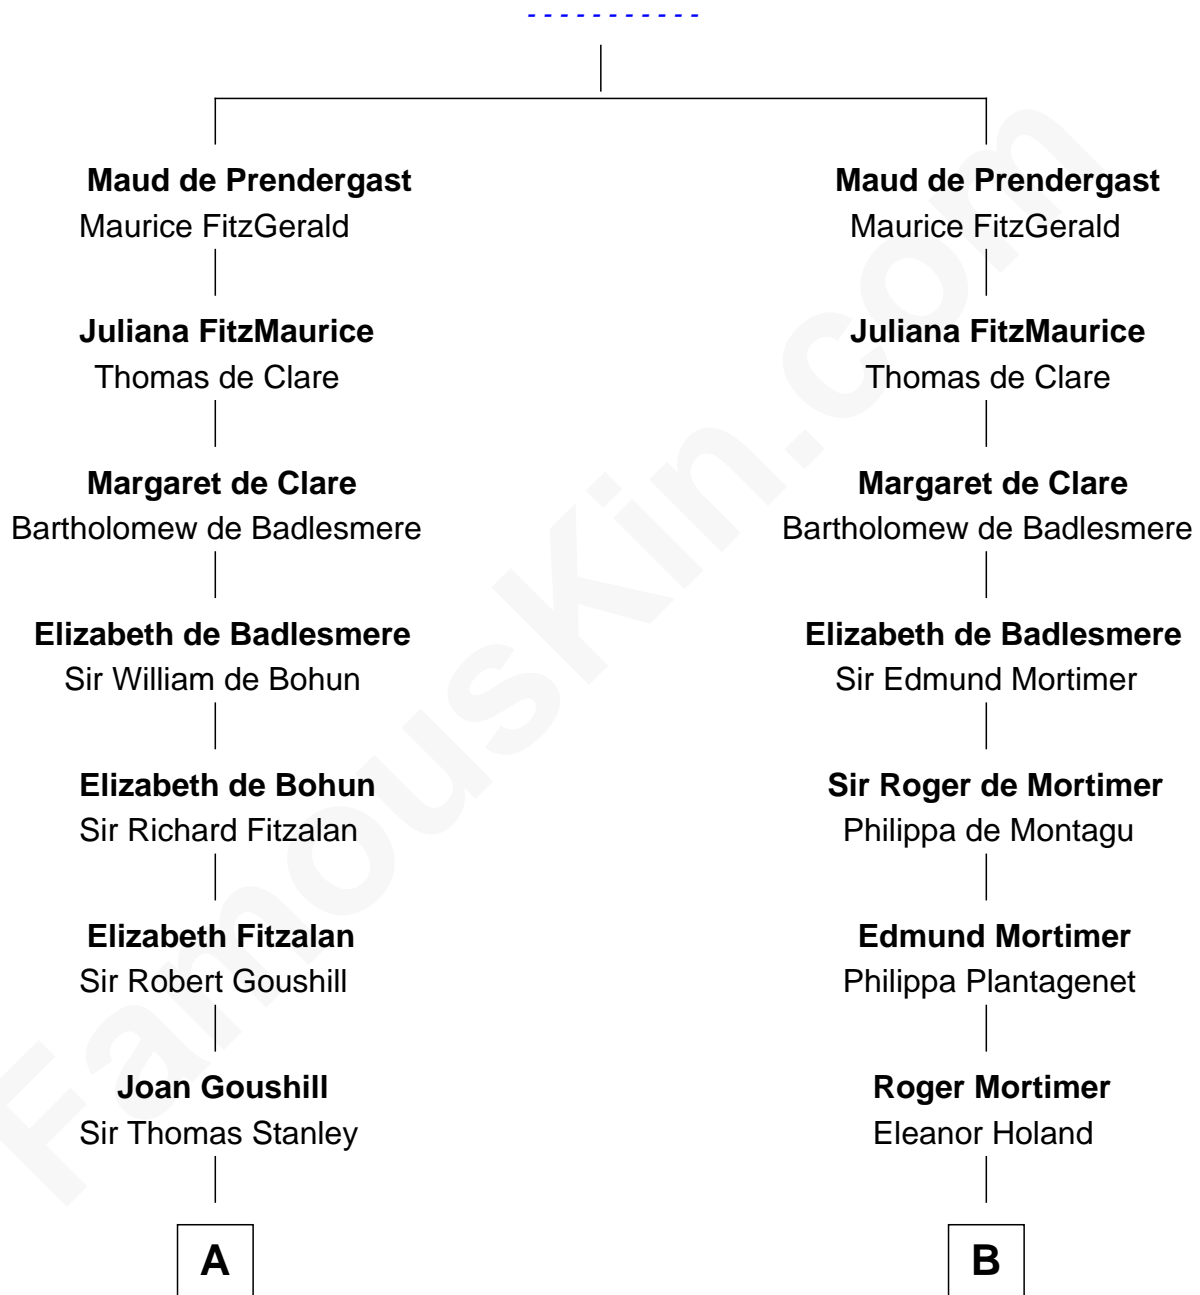 - - - - - - - - - - -
Maud de Prendergast
Maurice FitzGerald
Juliana FitzMaurice
Thomas de Clare
Margaret de Clare
Bartholomew de Badlesmere
Elizabeth de Badlesmere
Sir William de Bohun
Elizabeth de Bohun
Sir Richard Fitzalan
Elizabeth Fitzalan
Sir Robert Goushill
Joan Goushill
Sir Thomas Stanley
A
Maud de Prendergast
Maurice FitzGerald
Juliana FitzMaurice
Thomas de Clare
Margaret de Clare
Bartholomew de Badlesmere
Elizabeth de Badlesmere
Sir Edmund Mortimer
Sir Roger de Mortimer
Philippa de Montagu
Edmund Mortimer
Philippa Plantagenet
Roger Mortimer
Eleanor Holand
B
FamousKin.com